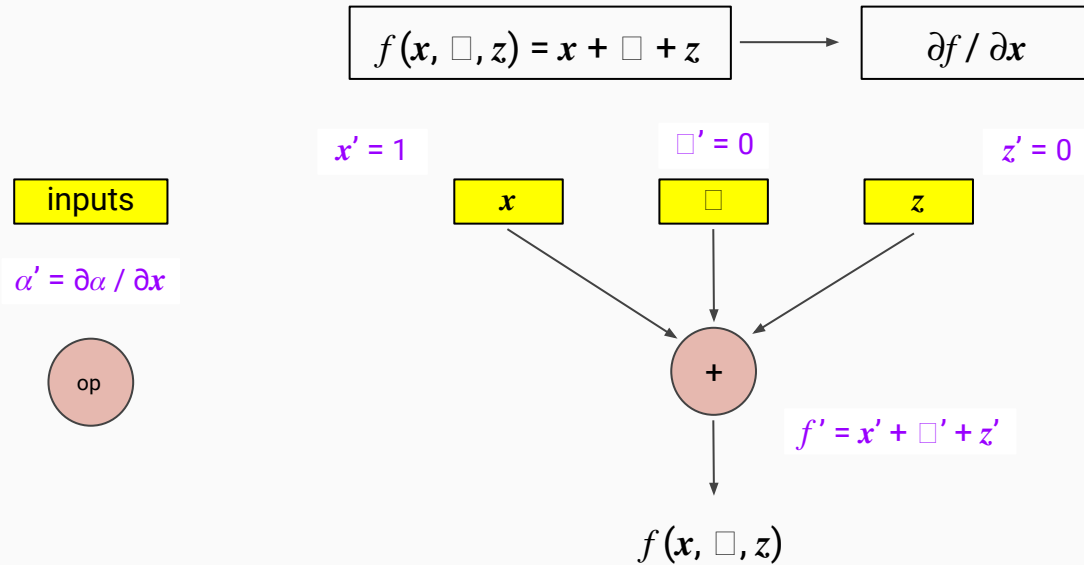 f(x, □, z) = x + □ + z
∂f / ∂x
x’ = 1
□’ = 0
z’ = 0
inputs
x
□
z
α’ = ∂α / ∂x
op
+
f’ = x’ + □’ + z’
f(x, □, z)